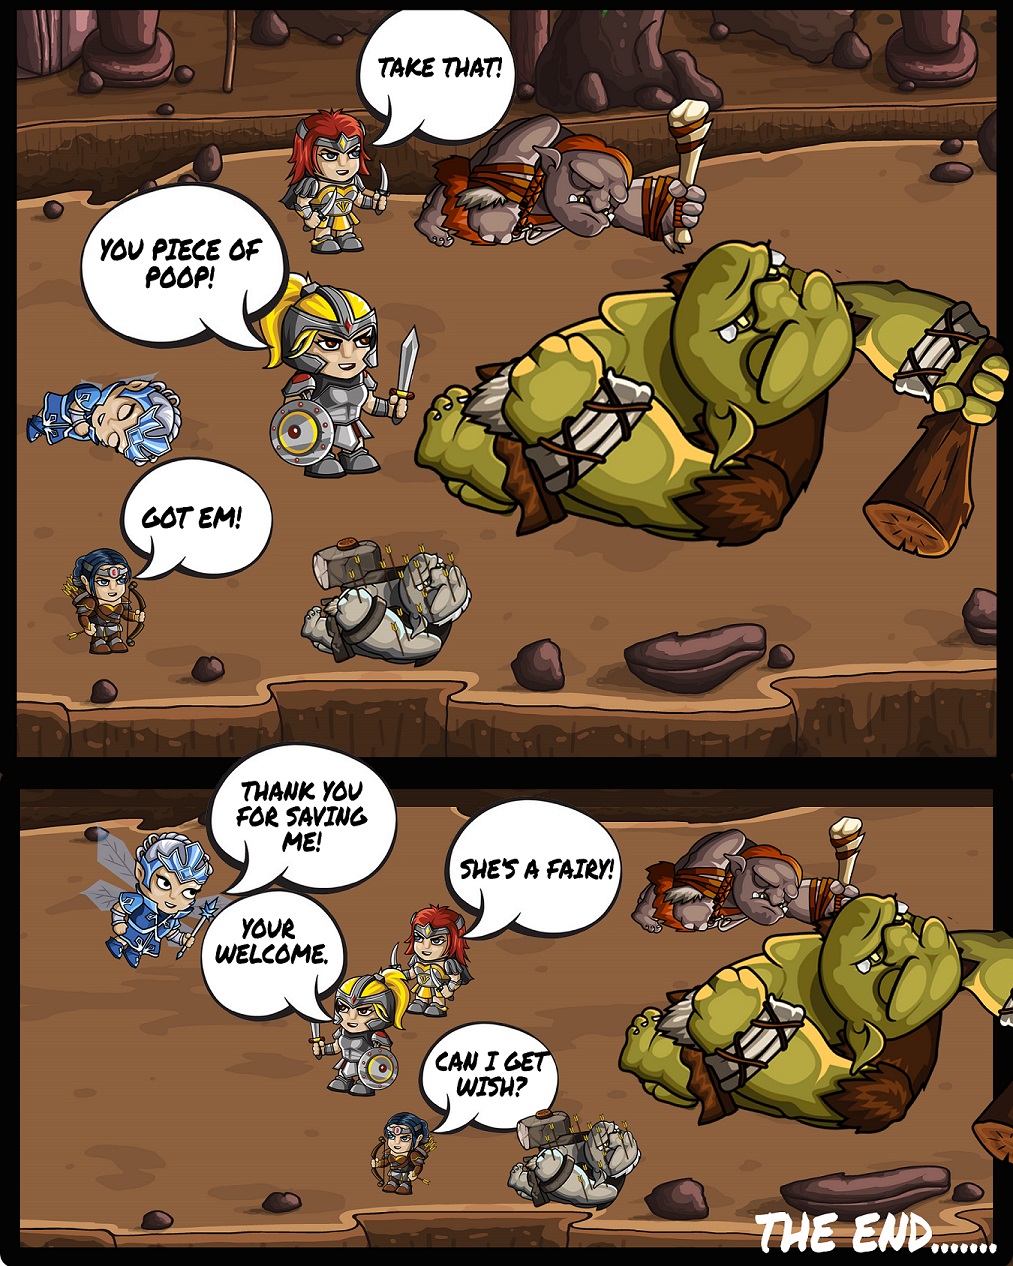 TAKE THAT!
YOU PIECE OF
POOP!
GOT EM!
THANK YOU
FOR SAVING
ME!
SHE'S A FAIRY!
YOUR
WELCOME.
CAN I GET
WISH?
THE END.......